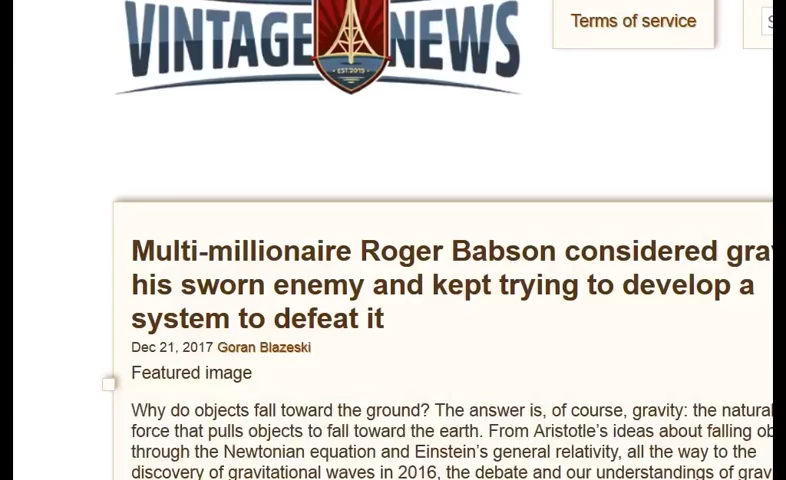 VINTAGE NEWS
EST.2015
Terms of service
S
Multi-millionaire Roger Babson considered gra
his sworn enemy and kept trying to develop a
system to defeat it
Dec 21, 2017 Goran Blazeski
Featured image
Why do objects fall toward the ground? The answer is, of course, gravity: the natural
force that pulls objects to fall toward the earth. From Aristotle’s ideas about falling ob
through the Newtonian equation and Einstein’s general relativity, all the way to the
discovery of gravitational waves in 2016, the debate and our understandings of grav